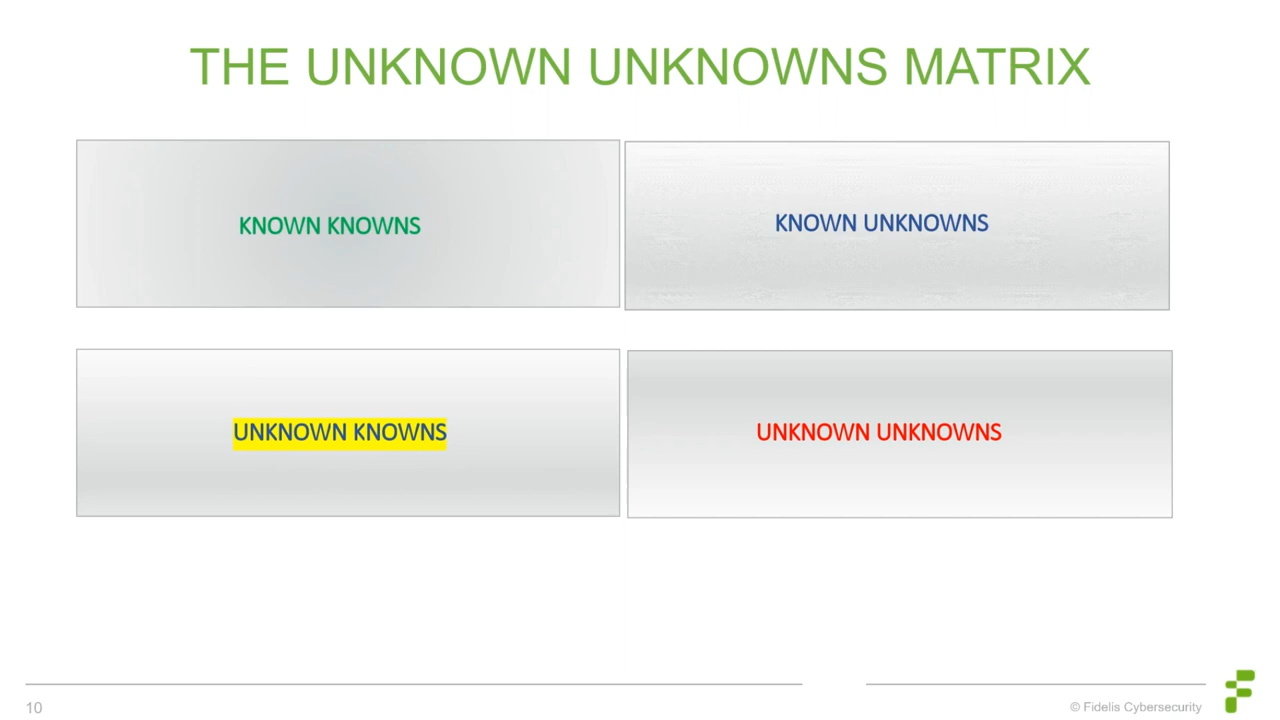 THE UNKNOWN UNKNOWNS MATRIX
KNOWN KNOWNS
KNOWN UNKNOWNS
UNKNOWN KNOWNS
UNKNOWN UNKNOWNS
10
© Fidelis Cybersecurity